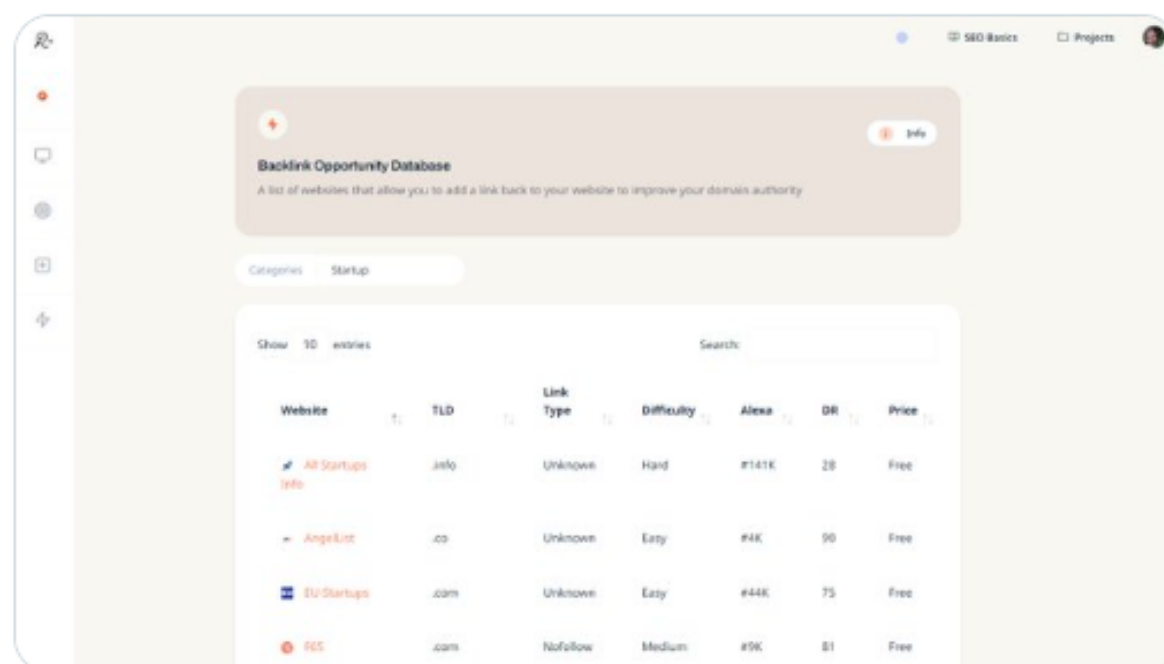 SEO Basics
Projects
Info
Backlink Opportunity Database
A list of websites that allow you to add a link back to your website to improve your domain authority
Categories Startup
Show 10 entries Search:
Website TLD Link Type Difficulty Alexa DR Price
All Startups Info .info Unknown Hard #141K 28 Free
AngelList .co Unknown Easy #4K 90 Free
EU-Startups .com Unknown Easy #44K 75 Free
F6S .com Nofollow Medium #9K 81 Free